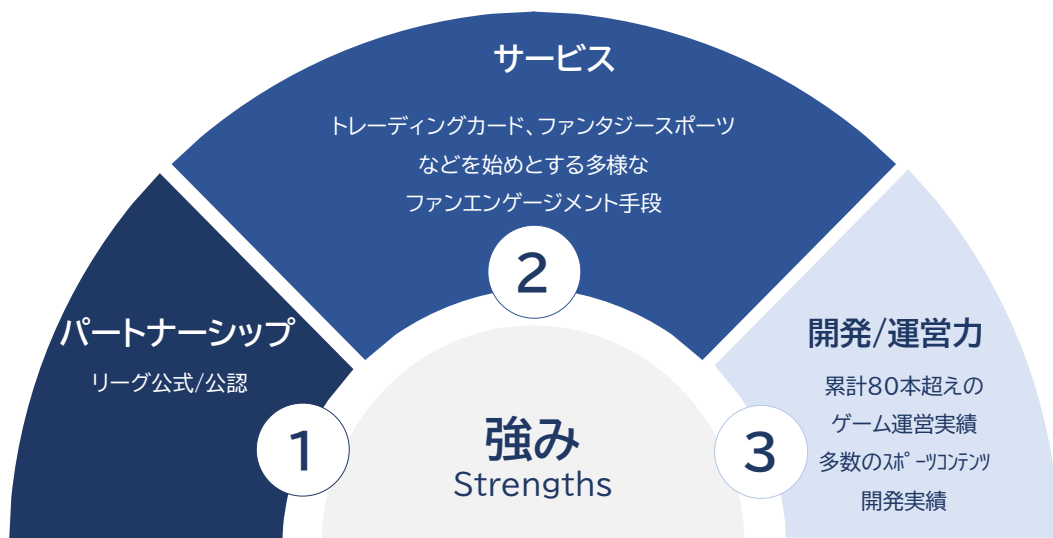 サービス
トレーディングカード、ファンタジースポーツ
などを始めとする多様な
ファンエンゲージメント手段
2
パートナーシップ
リーグ公式/公認
1
強み
Strengths
開発/運営力
累計80本超えの
ゲーム運営実績
多数のｽﾎﾟｰﾂｺﾝﾃﾝﾂ
開発実績
3